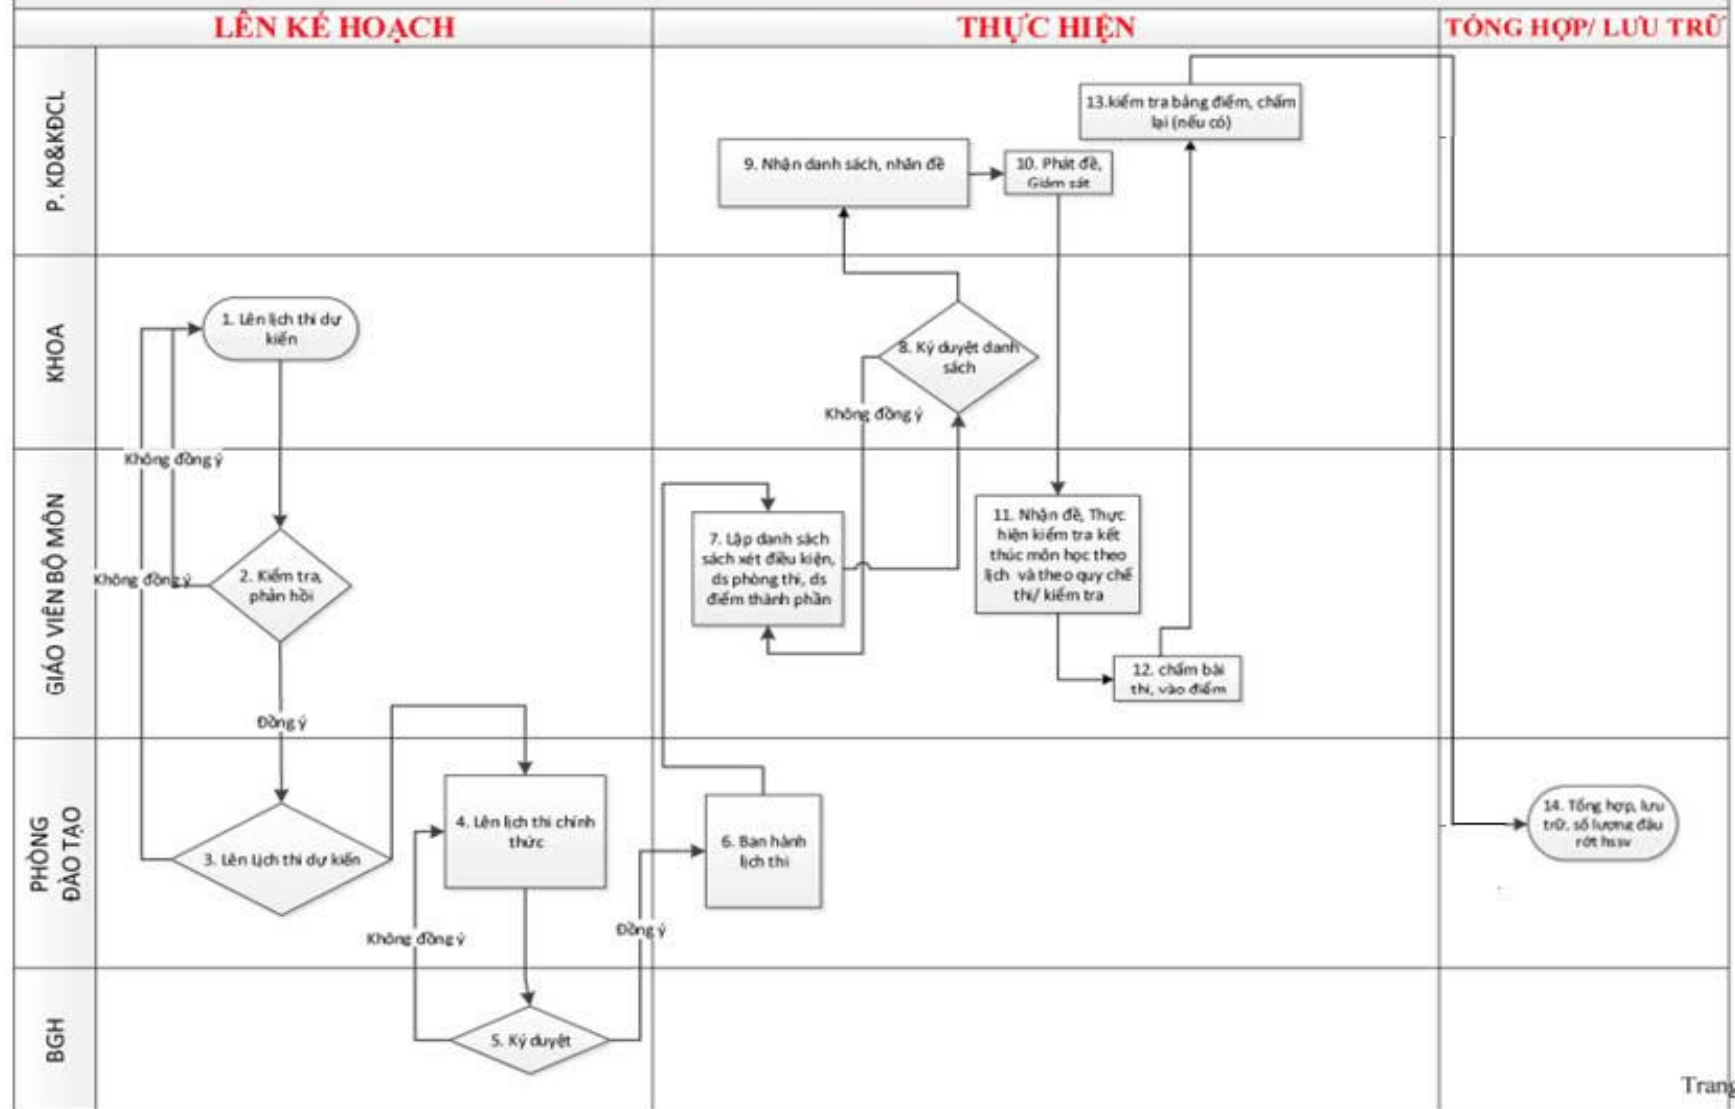 LÊN KẾ HOẠCH
THỰC HIỆN
TỔNG HỢP/ LƯU TRỮ
P. KD&KĐCL
13.kiểm tra bảng điểm, chấm
lại (nếu có)
9. Nhận danh sách, nhân đề
10. Phát đề,
Giám sát
KHOA
1. Lên lịch thi dự
kiến
8. Ký duyệt danh
sách
Không đồng ý
Không đồng ý
GIÁO VIÊN BỘ MÔN
Không đồng ý
2. Kiểm tra,
phản hồi
7. Lập danh sách
sách xét điều kiện,
ds phòng thi, ds
điểm thành phần
11. Nhận đề, Thực
hiện kiểm tra kết
thúc môn học theo
lịch và theo quy chế
thi/ kiểm tra
12. chấm bài
thi, vào điểm
Đồng ý
PHÒNG
ĐÀO TẠO
3. Lên Lịch thi dự kiến
4. Lên lịch thi chính
thức
6. Ban hành
lịch thi
14. Tổng hợp, lưu
trữ, số lượng đậu
rớt hssv
Không đồng ý
Đồng ý
BGH
5. Ký duyệt
Trang